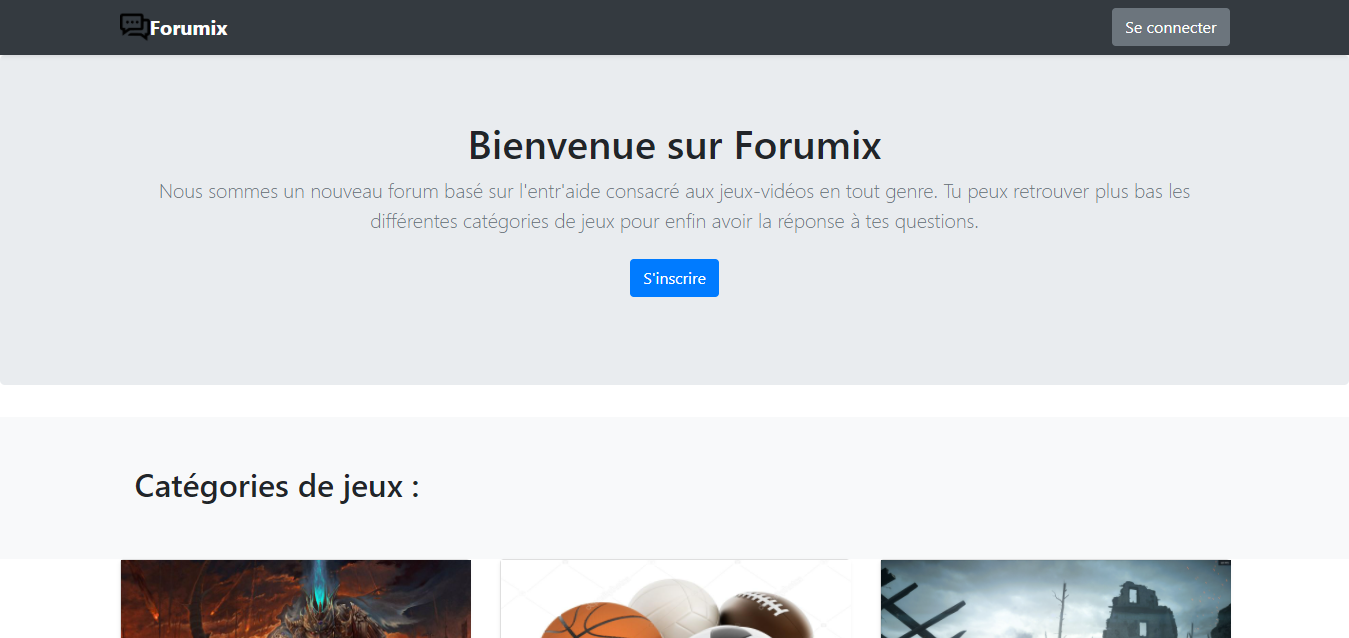 Forumix
Se connecter
Bienvenue sur Forumix
Nous sommes un nouveau forum basé sur l'entr'aide consacré aux jeux-vidéos en tout genre. Tu peux retrouver plus bas les
différentes catégories de jeux pour enfin avoir la réponse à tes questions.
S'inscrire
Catégories de jeux :